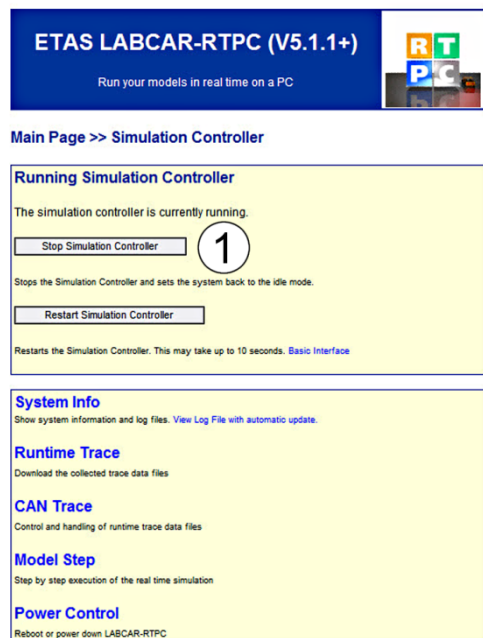 ETAS LABCAR-RTPC (V5.1.1+)
Run your models in real time on a PC
R T
P C
Main Page >> Simulation Controller
Running Simulation Controller
The simulation controller is currently running.
Stop Simulation Controller
1
Stops the Simulation Controller and sets the system back to the idle mode.
Restart Simulation Controller
Restarts the Simulation Controller. This may take up to 10 seconds. Basic Interface
System Info
Show system information and log files. View Log File with automatic update.
Runtime Trace
Download the collected trace data files
CAN Trace
Control and handling of runtime trace data files
Model Step
Step by step execution of the real time simulation
Power Control
Reboot or power down LABCAR-RTPC